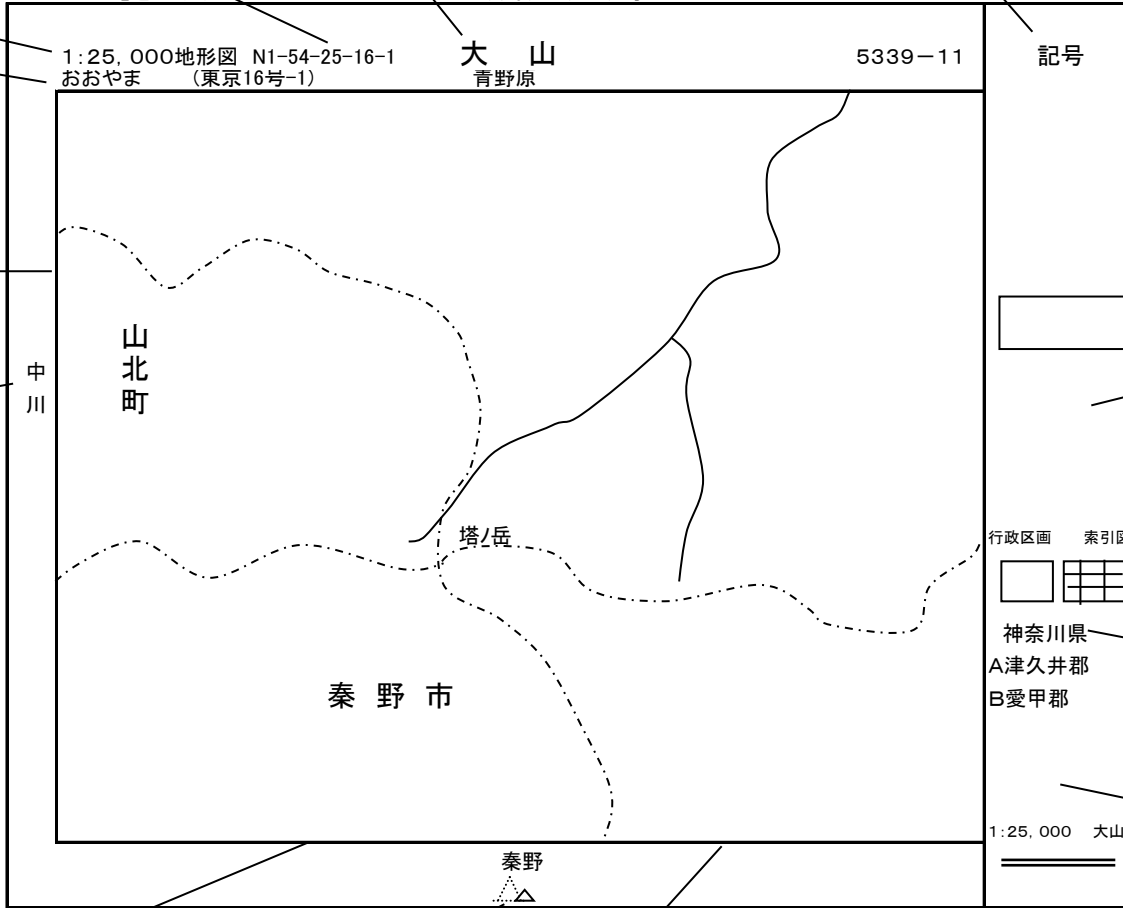 1:25,000地形図 N1-54-25-16-1 大山 5339-11
おおやま (東京16号-1) 青野原
記号
山北町
中川
塔ノ岳
秦野市
行政区画 索引図
神奈川県
A津久井郡
B愛甲郡
1:25,000 大山
秦野